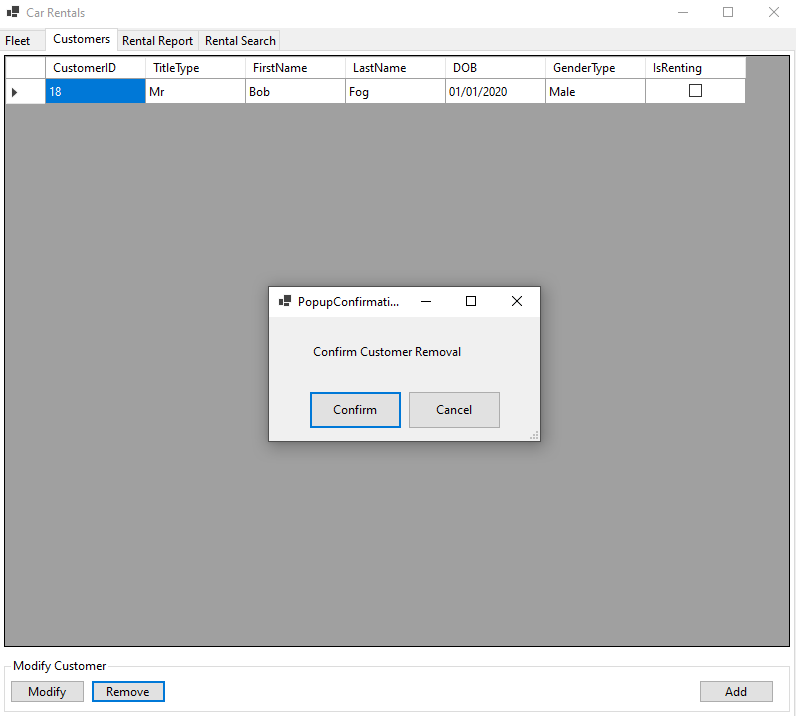 Car Rentals
Fleet Customers Rental Report Rental Search
CustomerID TitleType FirstName LastName DOB GenderType IsRenting
18 Mr Bob Fog 01/01/2020 Male
PopupConfirmati...
Confirm Customer Removal
Confirm Cancel
Modify Customer
Modify Remove Add